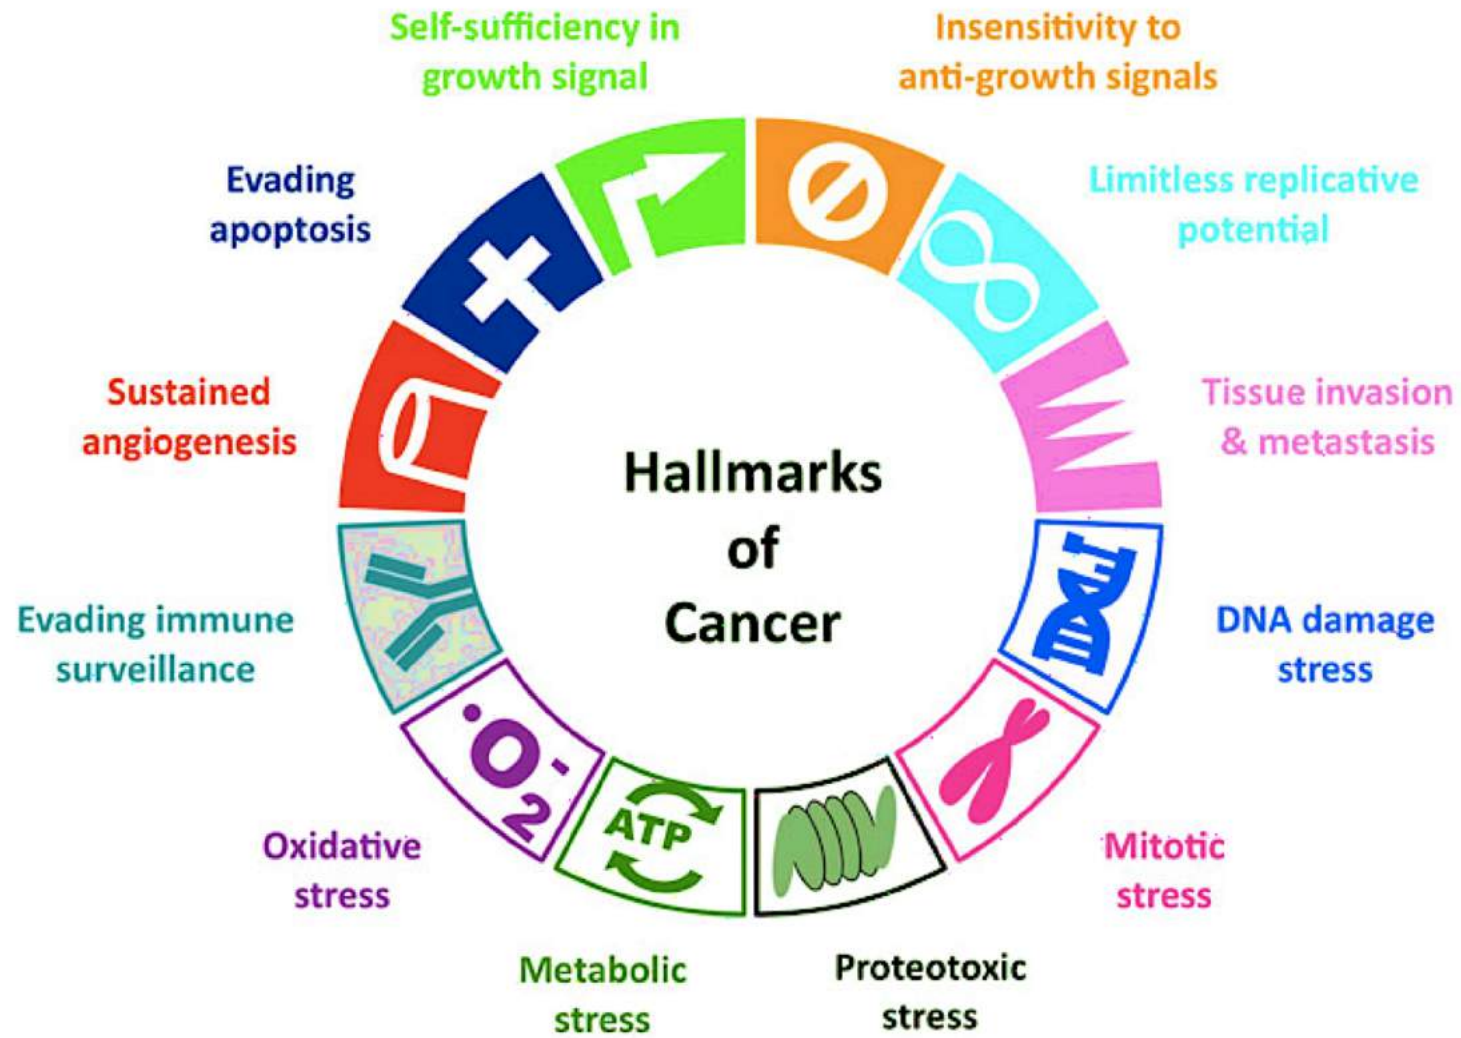 Self-sufficiency in
growth signal
Insensitivity to
anti-growth signals
Evading
apoptosis
Limitless replicative
potential
Sustained
angiogenesis
Tissue invasion
& metastasis
Hallmarks
of
Cancer
Evading immune
surveillance
DNA damage
stress
•O2-
ATP
Oxidative
stress
Mitotic
stress
Metabolic
stress
Proteotoxic
stress